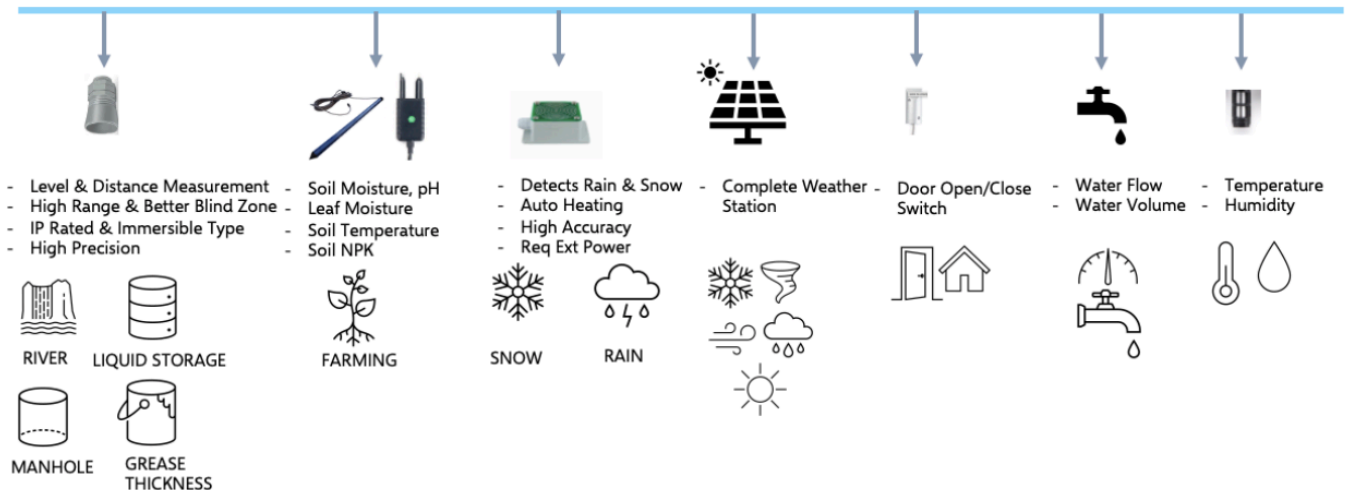 - Level & Distance Measurement
- High Range & Better Blind Zone
- IP Rated & Immersible Type
- High Precision
RIVER
LIQUID STORAGE
MANHOLE
GREASE
THICKNESS
- Soil Moisture, pH
- Leaf Moisture
- Soil Temperature
- Soil NPK
FARMING
- Detects Rain & Snow
- Auto Heating
- High Accuracy
- Req Ext Power
SNOW
RAIN
- Complete Weather
Station
- Door Open/Close
Switch
- Water Flow
- Water Volume
- Temperature
- Humidity